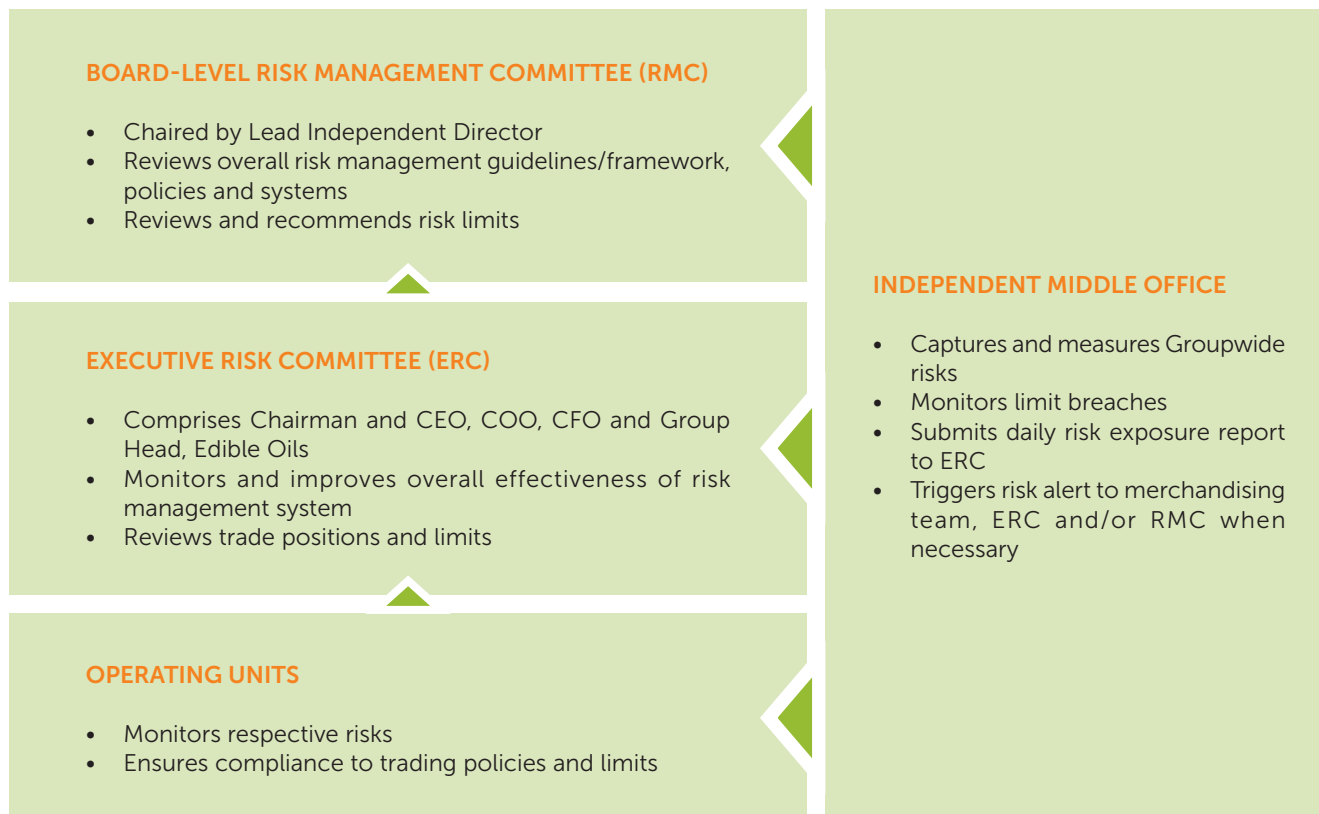 BOARD-LEVEL RISK MANAGEMENT COMMITTEE (RMC)
• Chaired by Lead Independent Director
• Reviews overall risk management guidelines/framework,
policies and systems
• Reviews and recommends risk limits
EXECUTIVE RISK COMMITTEE (ERC)
• Comprises Chairman and CEO, COO, CFO and Group
Head, Edible Oils
• Monitors and improves overall effectiveness of risk
management system
• Reviews trade positions and limits
OPERATING UNITS
• Monitors respective risks
• Ensures compliance to trading policies and limits
INDEPENDENT MIDDLE OFFICE
• Captures and measures Groupwide
risks
• Monitors limit breaches
• Submits daily risk exposure report
to ERC
• Triggers risk alert to merchandising
team, ERC and/or RMC when
necessary